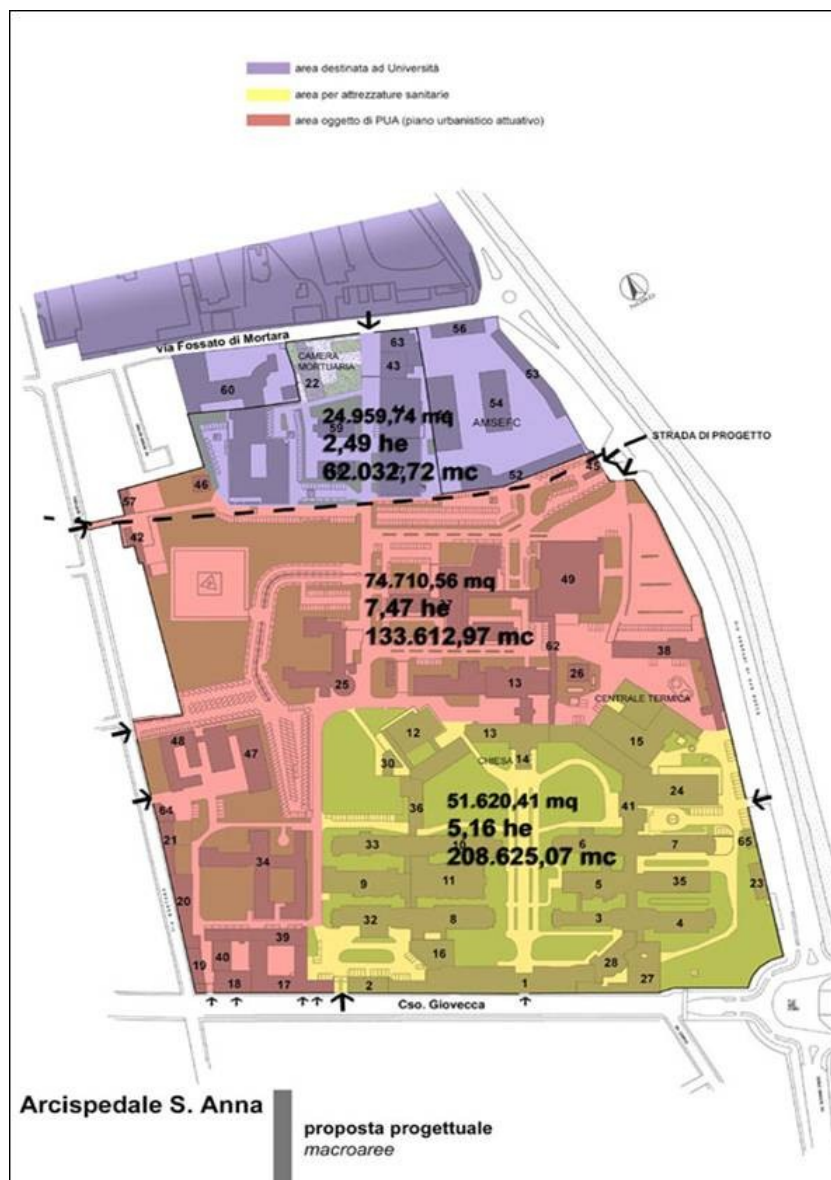 area destinata ad Università
area per attrezzature sanitarie
area oggetto di PUA (piano urbanistico attuativo)
via Fossato di Mortara
56
63
CAMERA
MORTUARIA
43
53
22
60
54
24.959,74 mq
AMSEFC
59
2,49 he
STRADA DI PROGETTO
62.032,72 mc
52
45
46
57
42
74.710,56 mq
49
7,47 he
133.612,97 mc
62
38
26
25
13
CENTRALE TERMICA
12
13
15
48
47
CHIESA
14
30
24
51.620,41 mq
36
41
64
5,16 he
21
33
6
7
65
208.625,07 mc
34
9
11
5
35
23
20
32
8
3
4
39
40
16
28
19
27
18
17
2
1
Cso. Giovecca
Arcispedale S. Anna
proposta progettuale
macroaree